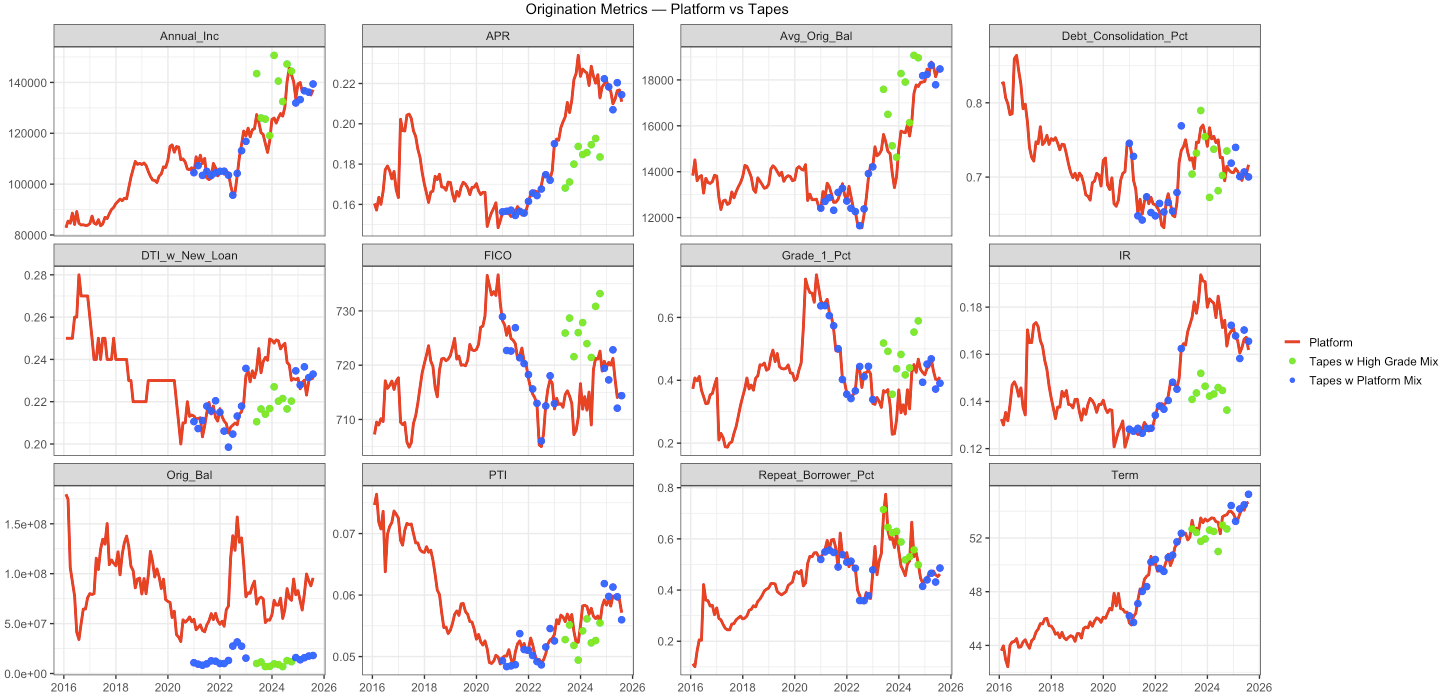 Origination Metrics — Platform vs Tapes
Annual_Inc
APR
Avg_Orig_Bal
Debt_Consolidation_Pct
140000
120000
100000
80000
0.22
0.20
0.18
0.16
18000
16000
14000
12000
0.8
0.7
DTI_w_New_Loan
FICO
Grade_1_Pct
IR
0.28
0.26
0.24
0.22
0.20
730
720
710
0.6
0.4
0.2
0.18
0.16
0.14
0.12
Platform
Tapes w High Grade Mix
Tapes w Platform Mix
Orig_Bal
PTI
Repeat_Borrower_Pct
Term
1.5e+08
1.0e+08
5.0e+07
0.0e+00
0.07
0.06
0.05
0.8
0.6
0.4
0.2
52
48
44
2016 2018 2020 2022 2024 2026
2016 2018 2020 2022 2024 2026
2016 2018 2020 2022 2024 2026
2016 2018 2020 2022 2024 2026